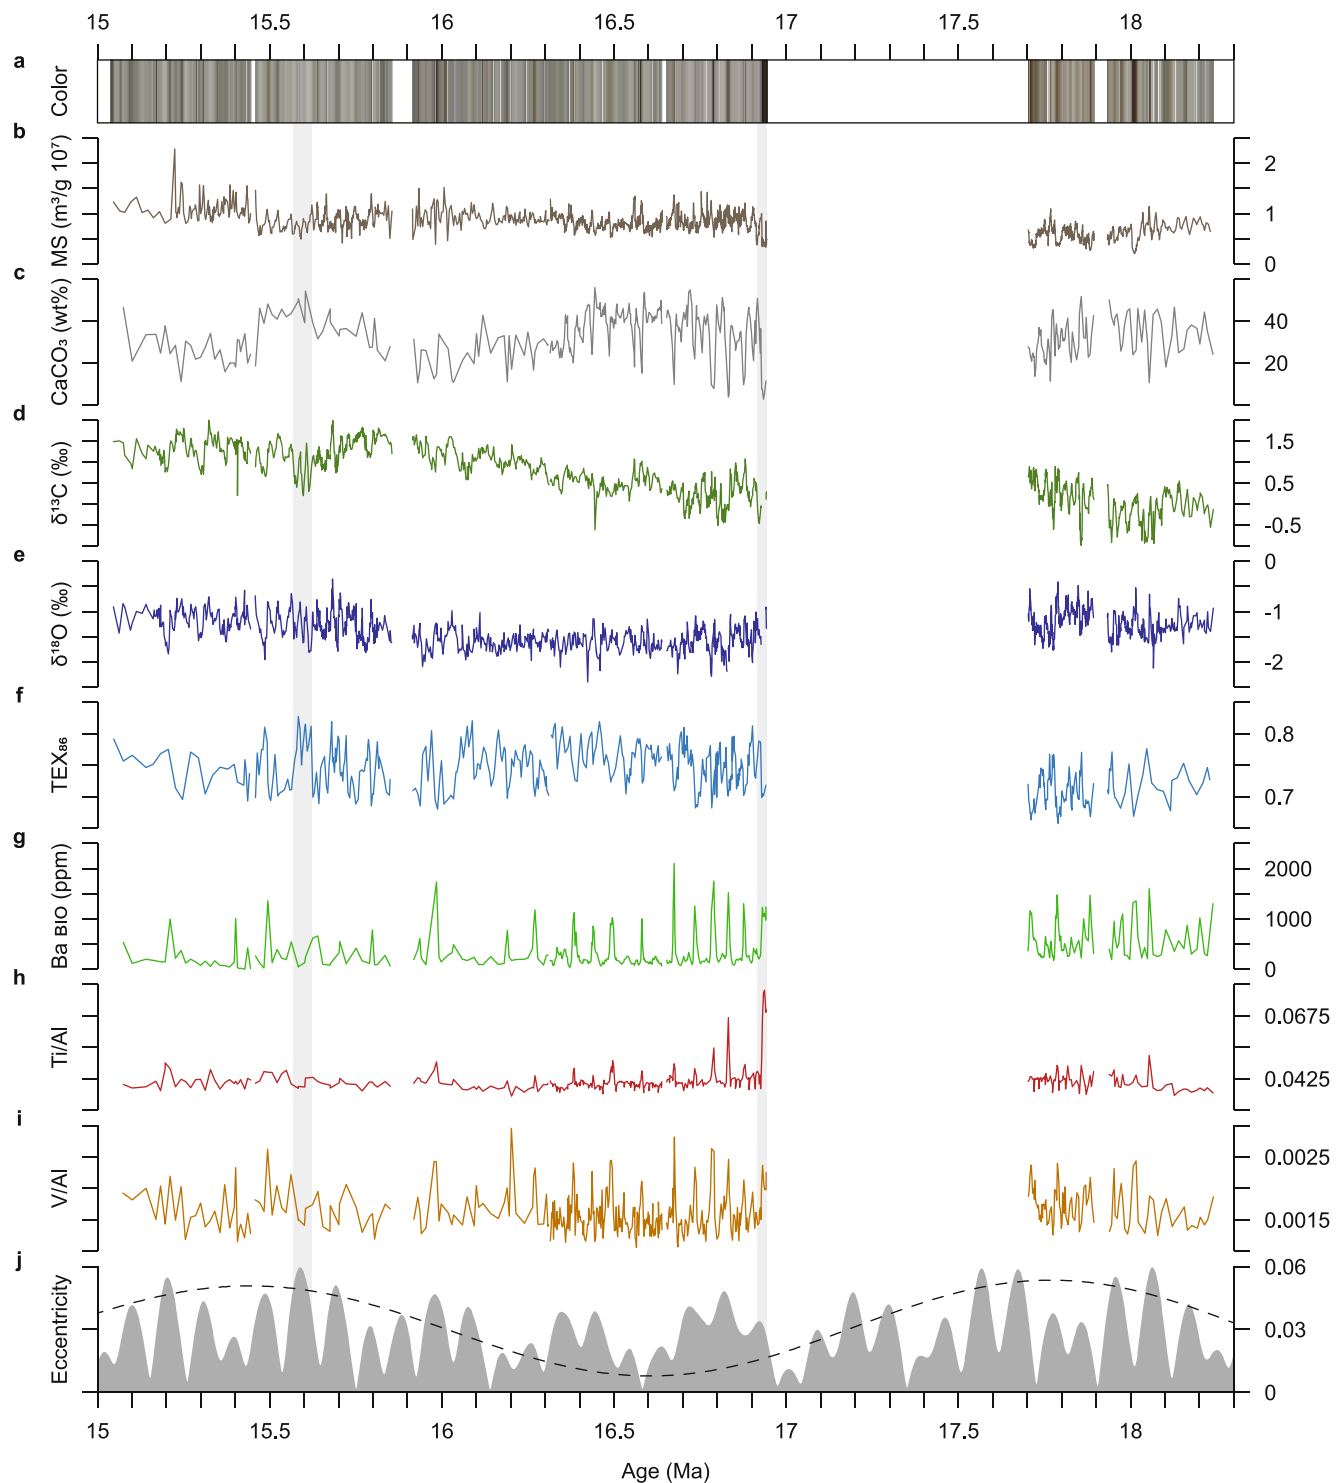 15 15.5 16 16.5 17 17.5 18
a Color
b MS (m³/g 10⁷) 2 1 0
c CaCO₃ (wt%) 40 20
d δ¹³C (‰) 1.5 0.5 -0.5
e δ¹⁸O (‰) 0 -1 -2
f TEX₈₆ 0.8 0.7
g Ba BIO (ppm) 2000 1000 0
h Ti/Al 0.0675 0.0425
i V/Al 0.0025 0.0015
j Eccentricity 0.06 0.03 0
15 15.5 16 16.5 17 17.5 18
Age (Ma)